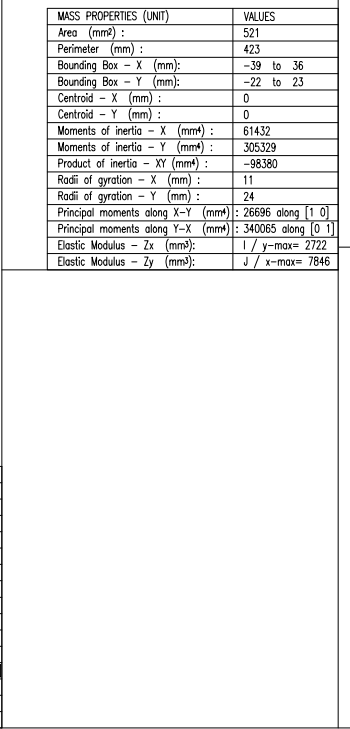 MASS PROPERTIES (UNIT) VALUES
Area (mm²) : 521
Perimeter (mm) : 423
Bounding Box – X (mm): –39 to 36
Bounding Box – Y (mm): –22 to 23
Centroid – X (mm) : 0
Centroid – Y (mm) : 0
Moments of inertia – X (mm⁴) : 61432
Moments of inertia – Y (mm⁴) : 305329
Product of inertia – XY (mm⁴) : –98380
Radii of gyration – X (mm) : 11
Radii of gyration – Y (mm) : 24
Principal moments along X–Y (mm⁴) : 26696 along [1 0]
Principal moments along Y–X (mm⁴) : 340065 along [0 1]
Elastic Modulus – Zx (mm³): I / y–max= 2722
Elastic Modulus – Zy (mm³): J / x–max= 7846